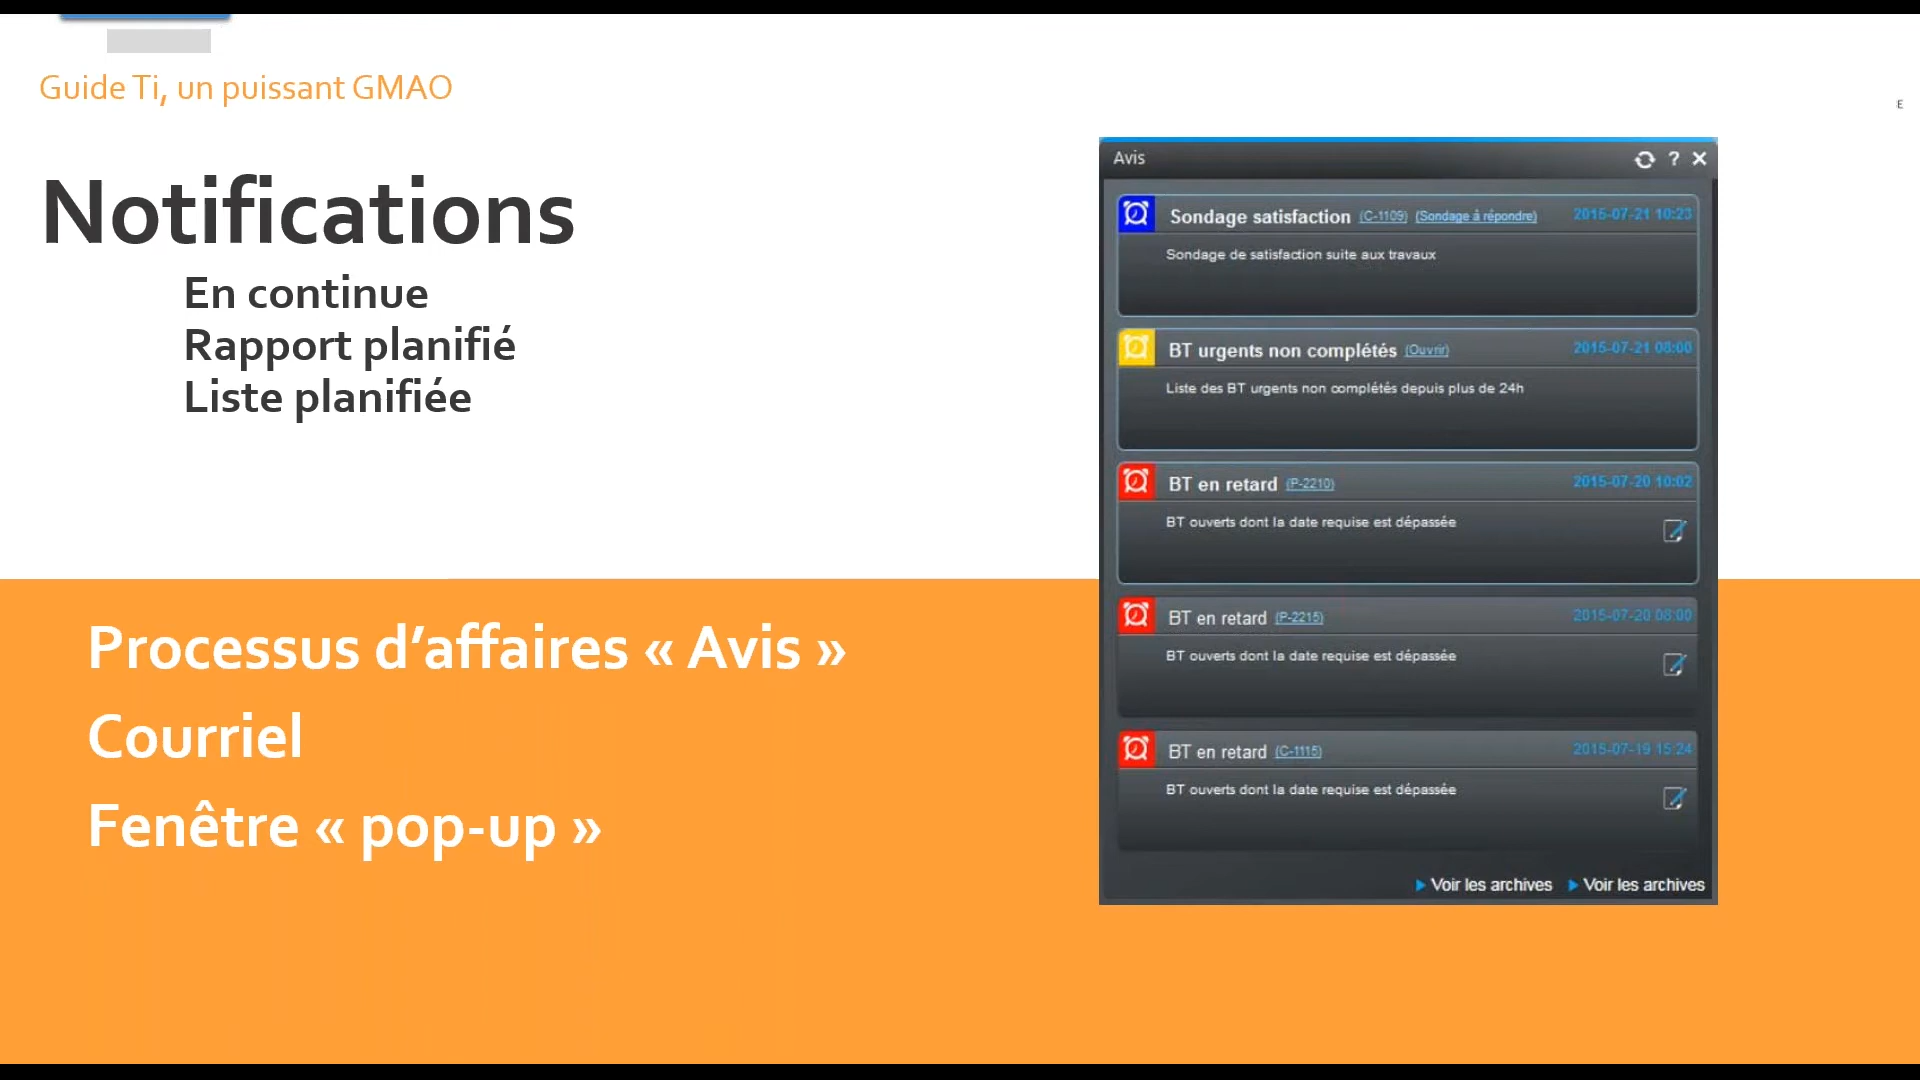 Guide Ti, un puissant GMAO
E
Notifications
En continue
Rapport planifié
Liste planifiée
Processus d’affaires « Avis »
Courriel
Fenêtre « pop-up »
Avis ? ✕
Sondage satisfaction (C-1109) (Sondage à répondre) 2015-07-21 10:23
Sondage de satisfaction suite aux travaux
BT urgents non complétés (Ouvrir) 2015-07-21 08:00
Liste des BT urgents non complétés depuis plus de 24h
BT en retard (P-2210) 2015-07-20 10:02
BT ouverts dont la date requise est dépassée
BT en retard (P-2215) 2015-07-20 08:00
BT ouverts dont la date requise est dépassée
BT en retard (C-1115) 2015-07-19 15:24
BT ouverts dont la date requise est dépassée
Voir les archives Voir les archives